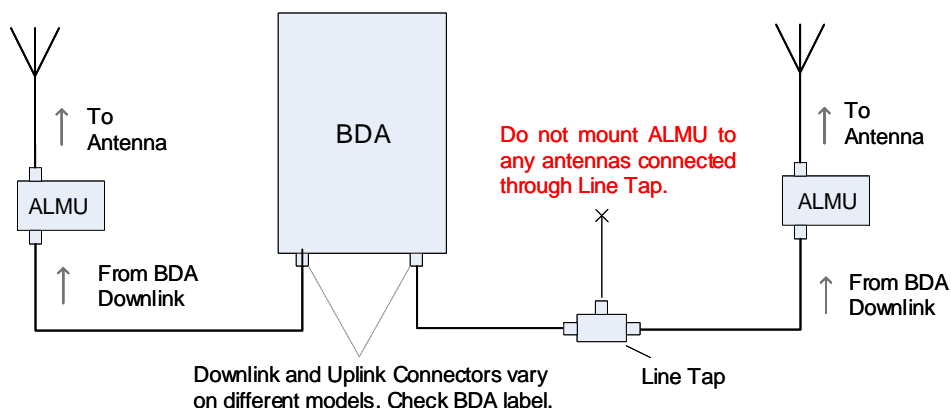 To
Antenna
ALMU
From BDA
Downlink
BDA
Do not mount ALMU to
any antennas connected
through Line Tap.
To
Antenna
ALMU
From BDA
Downlink
Line Tap
Downlink and Uplink Connectors vary
on different models. Check BDA label.